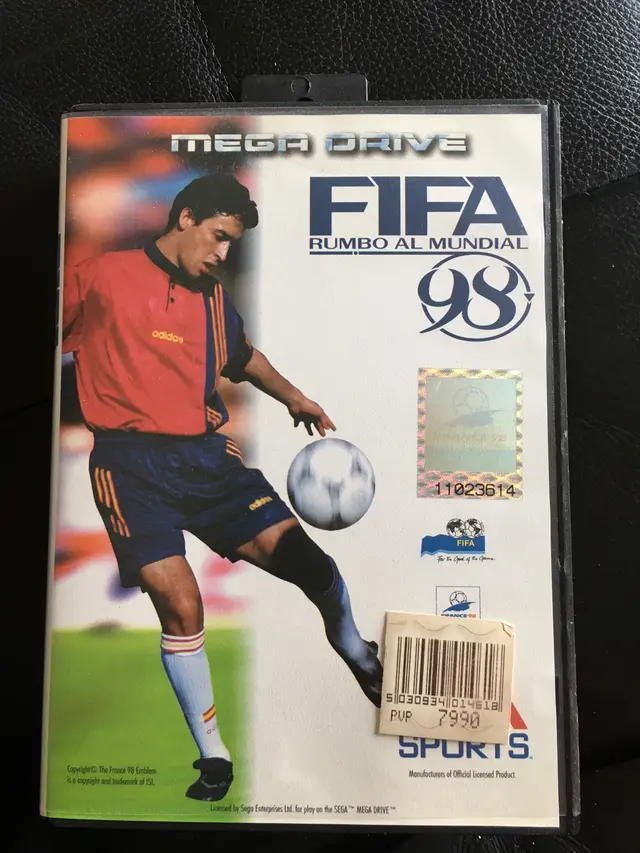 MEGA DRIVE
FIFA
RUMBO AL MUNDIAL
98
adidas
11023614
adidas
FIFA
For the Good of the Game
FRANCE 98
5 030934 014618
PVP 7990
SPORTS
Manufacturers of Official Licensed Product.
Copyright© The France 98 Emblem
is a copyright and trademark of ISL
Licensed by Sega Enterprises Ltd. for play on the SEGA™ MEGA DRIVE™